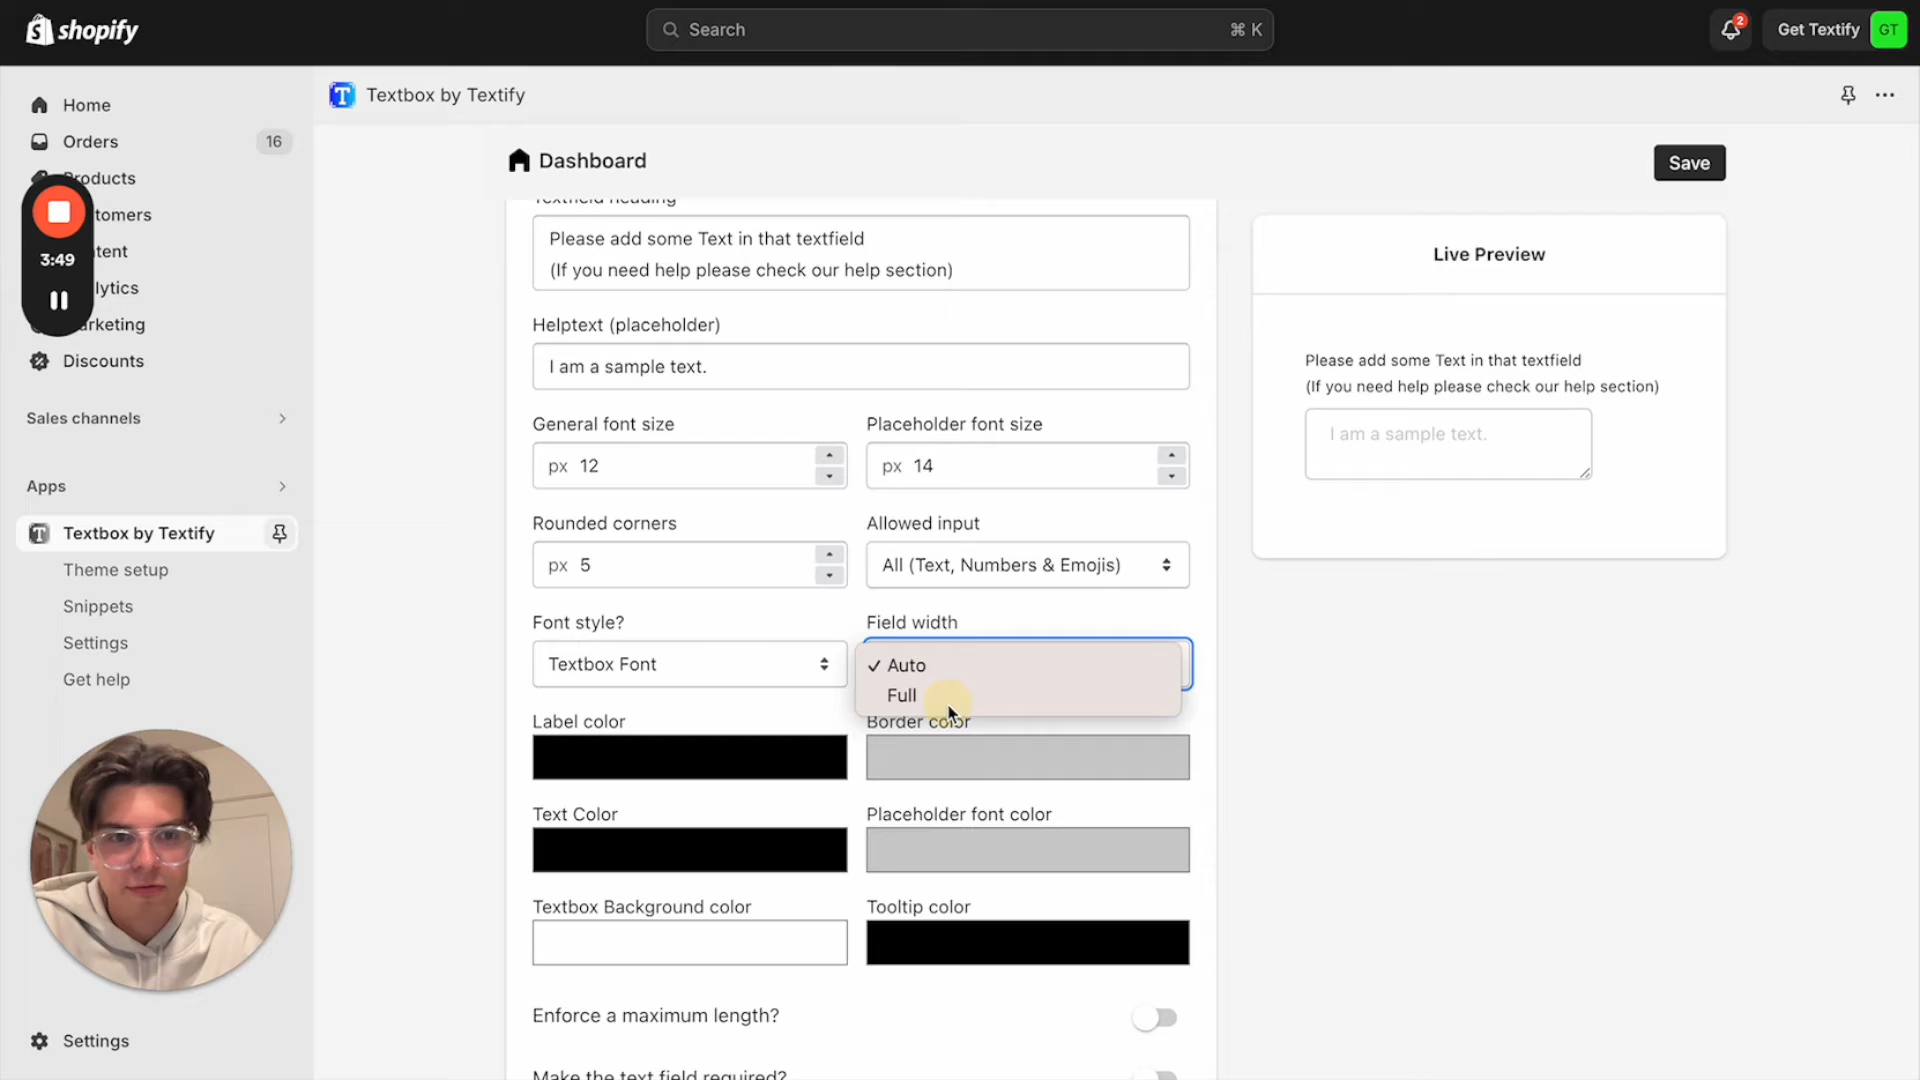 shopify
Search
⌘ K
2
Get Textify
GT
Home
Orders
16
Products
tomers
tent
lytics
arketing
Discounts
3:49
Sales channels
Apps
Textbox by Textify
Theme setup
Snippets
Settings
Get help
Settings
Textbox by Textify
Dashboard
Save
Textfield heading
Please add some Text in that textfield
(If you need help please check our help section)
Helptext (placeholder)
I am a sample text.
General font size
Placeholder font size
px 12
px 14
Rounded corners
Allowed input
px 5
All (Text, Numbers & Emojis)
Font style?
Field width
Textbox Font
✓ Auto
Full
Label color
Border color
Text Color
Placeholder font color
Textbox Background color
Tooltip color
Enforce a maximum length?
Make the text field required?
Live Preview
Please add some Text in that textfield
(If you need help please check our help section)
I am a sample text.